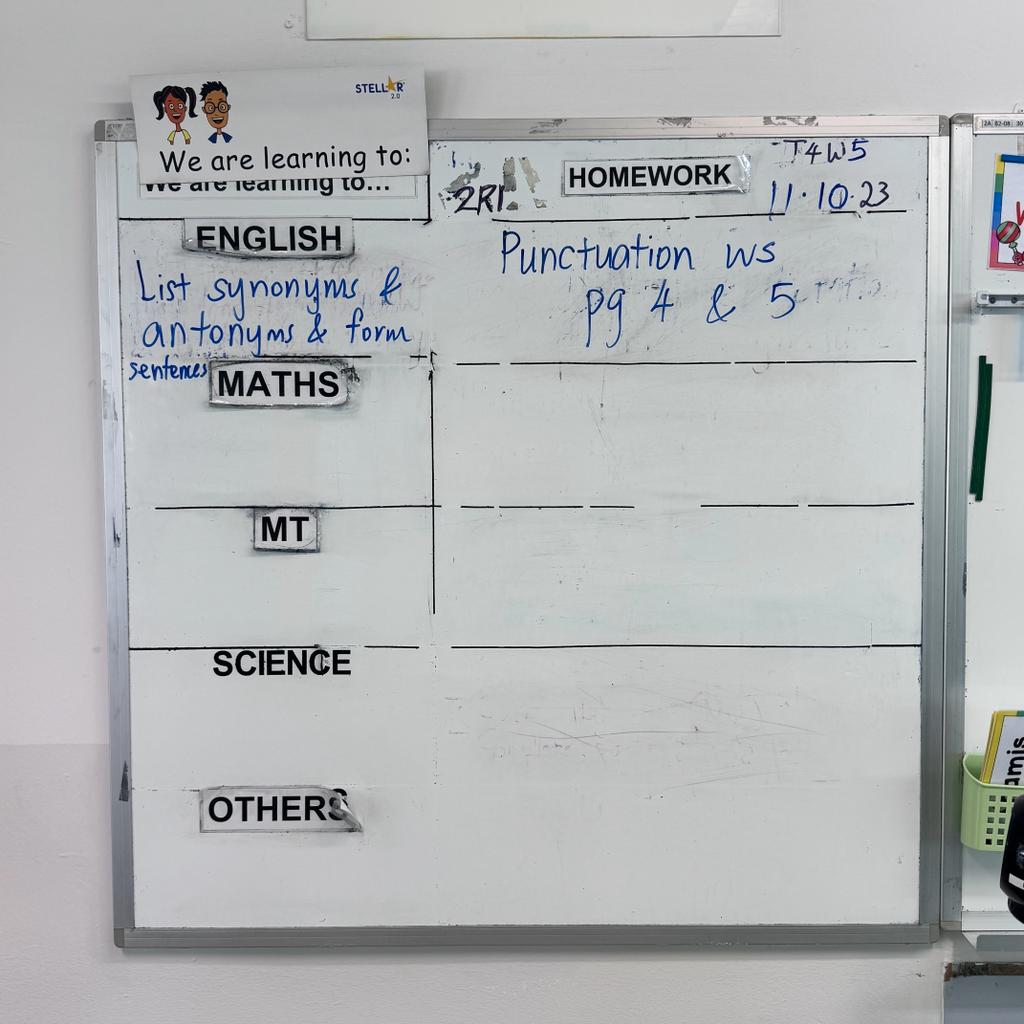 STELLAR
2.0
We are learning to:
We are learning to...
2R1
HOMEWORK
T4W5
11.10.23
ENGLISH
List synonyms &
antonyms & form
sentences
Punctuation ws
pg 4 & 5
MATHS
MT
SCIENCE
OTHERS